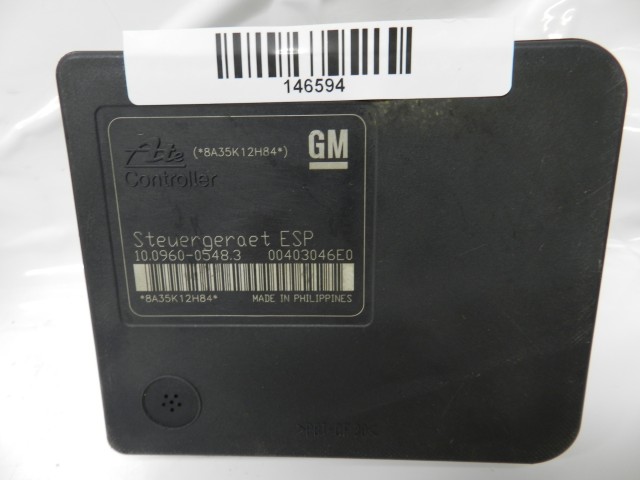 146594
Ate (*8A35K12H84*) GM
Controller
Steuergeraet ESP
10.0960-0548.3 00403046E0
*8A35K12H84* MADE IN PHILIPPINES